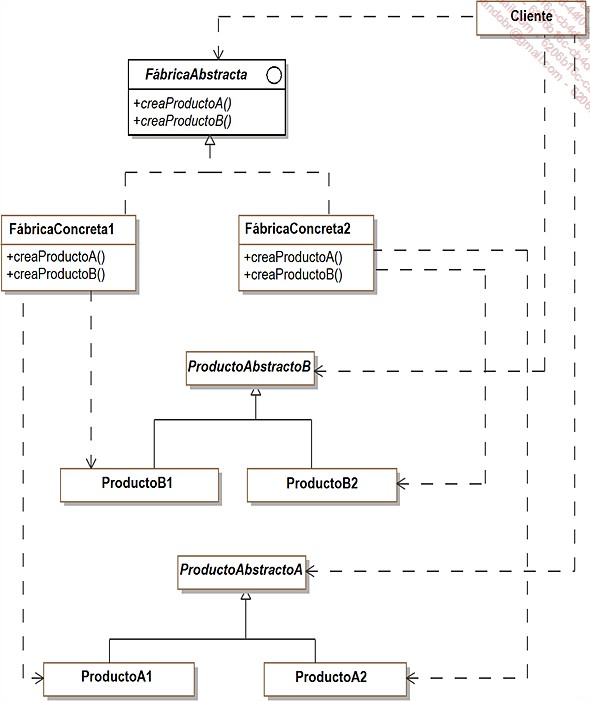 Cliente
FábricaAbstracta
+creaProductoA()
+creaProductoB()
FábricaConcreta1
+creaProductoA()
+creaProductoB()
FábricaConcreta2
+creaProductoA()
+creaProductoB()
ProductoAbstractoB
ProductoB1
ProductoB2
ProductoAbstractoA
ProductoA1
ProductoA2